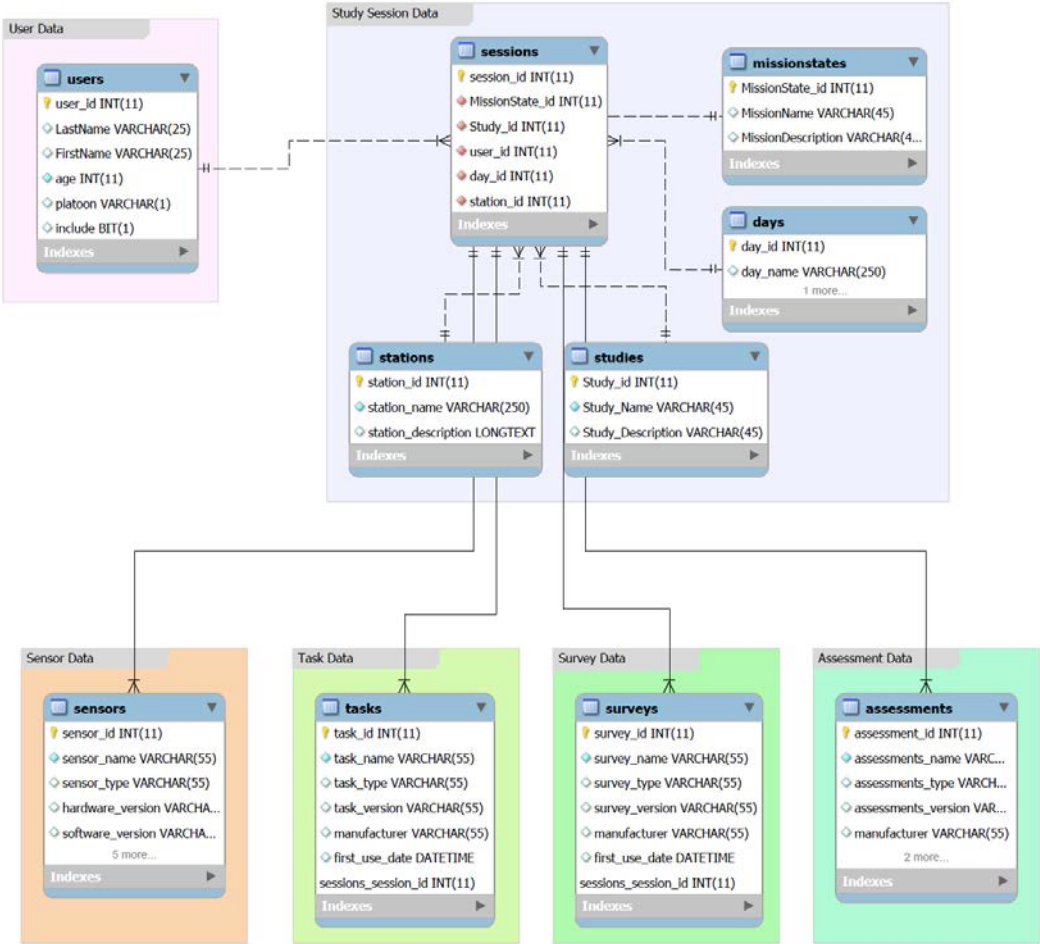 User Data
users
user_id INT(11)
LastName VARCHAR(25)
FirstName VARCHAR(25)
age INT(11)
platoon VARCHAR(1)
include BIT(1)
Indexes
Study Session Data
sessions
session_id INT(11)
MissionState_id INT(11)
Study_id INT(11)
user_id INT(11)
day_id INT(11)
station_id INT(11)
Indexes
missionstates
MissionState_id INT(11)
MissionName VARCHAR(45)
MissionDescription VARCHAR(4...
Indexes
days
day_id INT(11)
day_name VARCHAR(250)
1 more...
Indexes
stations
station_id INT(11)
station_name VARCHAR(250)
station_description LONGTEXT
Indexes
studies
Study_id INT(11)
Study_Name VARCHAR(45)
Study_Description VARCHAR(45)
Indexes
Sensor Data
sensors
sensor_id INT(11)
sensor_name VARCHAR(55)
sensor_type VARCHAR(55)
hardware_version VARCHA...
software_version VARCHA...
5 more...
Indexes
Task Data
tasks
task_id INT(11)
task_name VARCHAR(55)
task_type VARCHAR(55)
task_version VARCHAR(55)
manufacturer VARCHAR(55)
first_use_date DATETIME
sessions_session_id INT(11)
Indexes
Survey Data
surveys
survey_id INT(11)
survey_name VARCHAR(55)
survey_type VARCHAR(55)
survey_version VARCHAR(55)
manufacturer VARCHAR(55)
first_use_date DATETIME
sessions_session_id INT(11)
Indexes
Assessment Data
assessments
assessment_id INT(11)
assessments_name VARC...
assessments_type VARCH...
assessments_version VAR...
manufacturer VARCHAR(55)
2 more...
Indexes